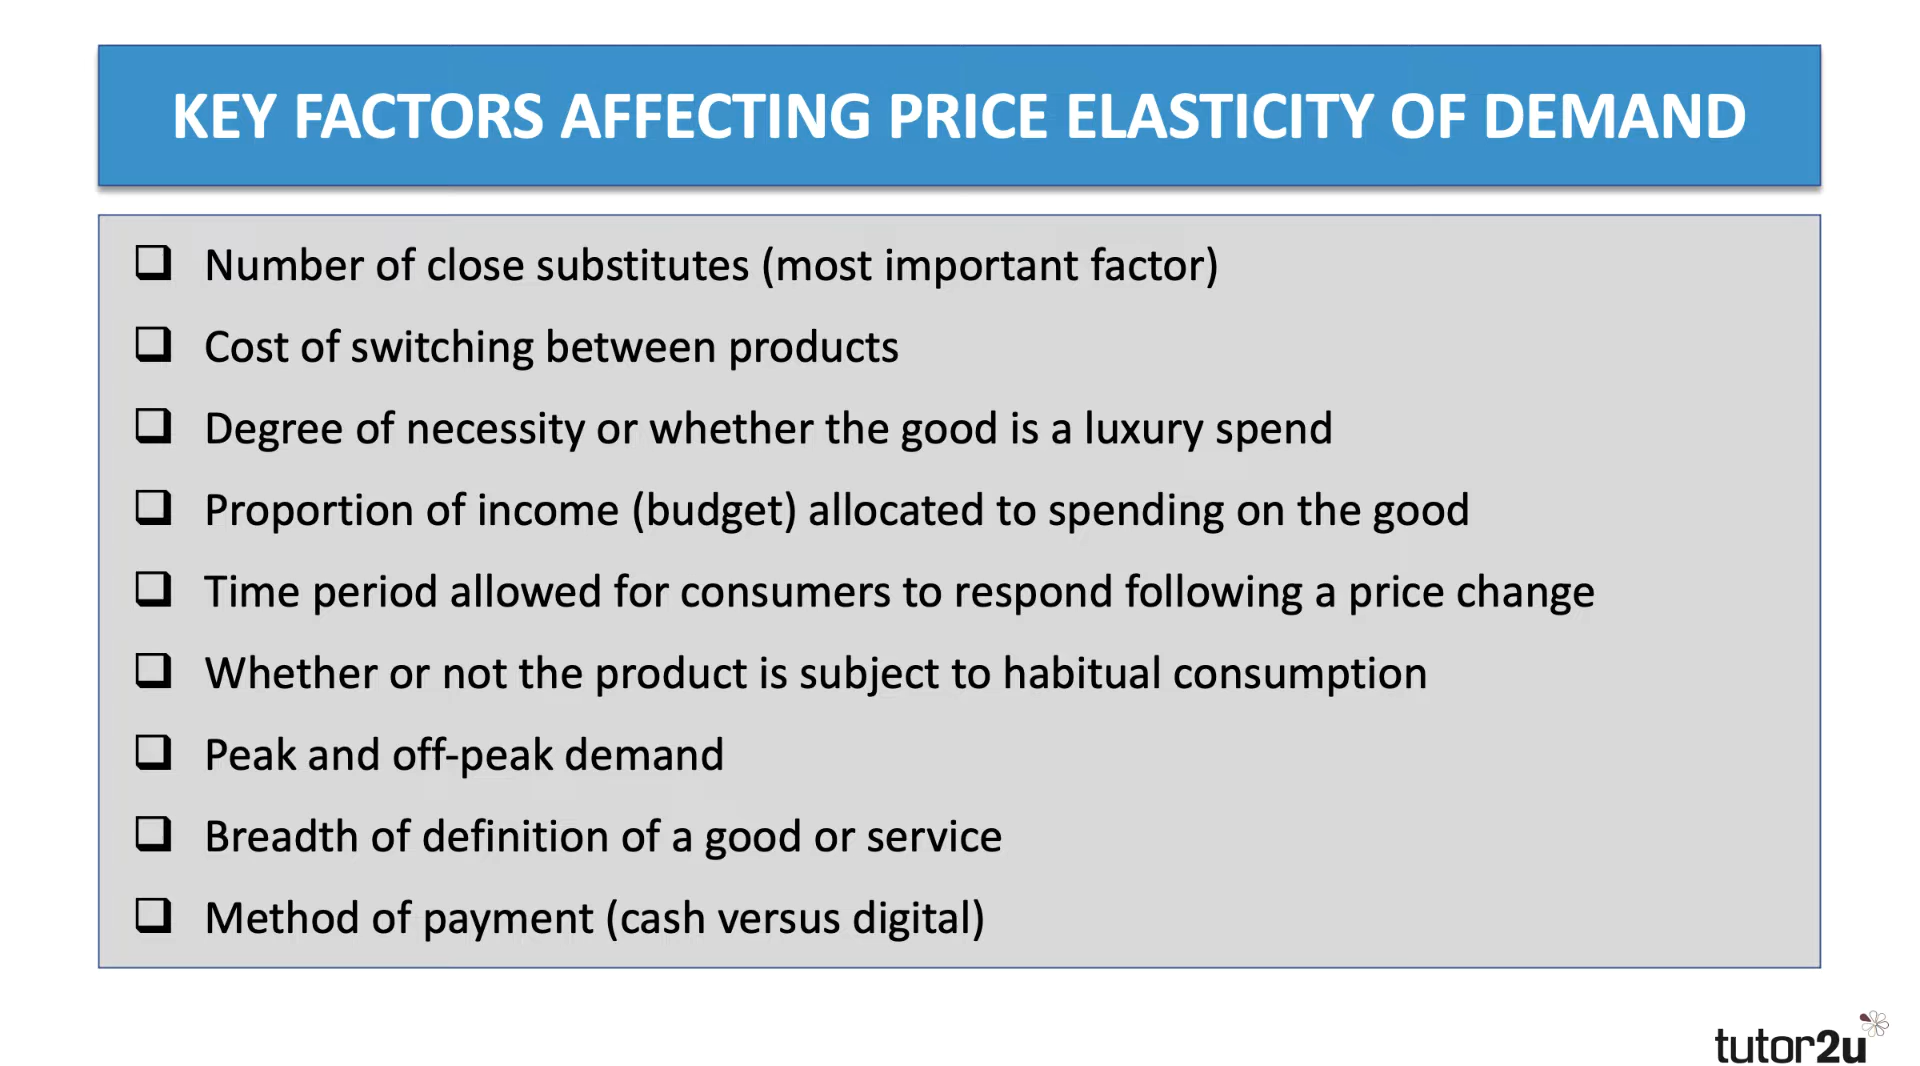 KEY FACTORS AFFECTING PRICE ELASTICITY OF DEMAND
Number of close substitutes (most important factor)
Cost of switching between products
Degree of necessity or whether the good is a luxury spend
Proportion of income (budget) allocated to spending on the good
Time period allowed for consumers to respond following a price change
Whether or not the product is subject to habitual consumption
Peak and off-peak demand
Breadth of definition of a good or service
Method of payment (cash versus digital)
tutor2u